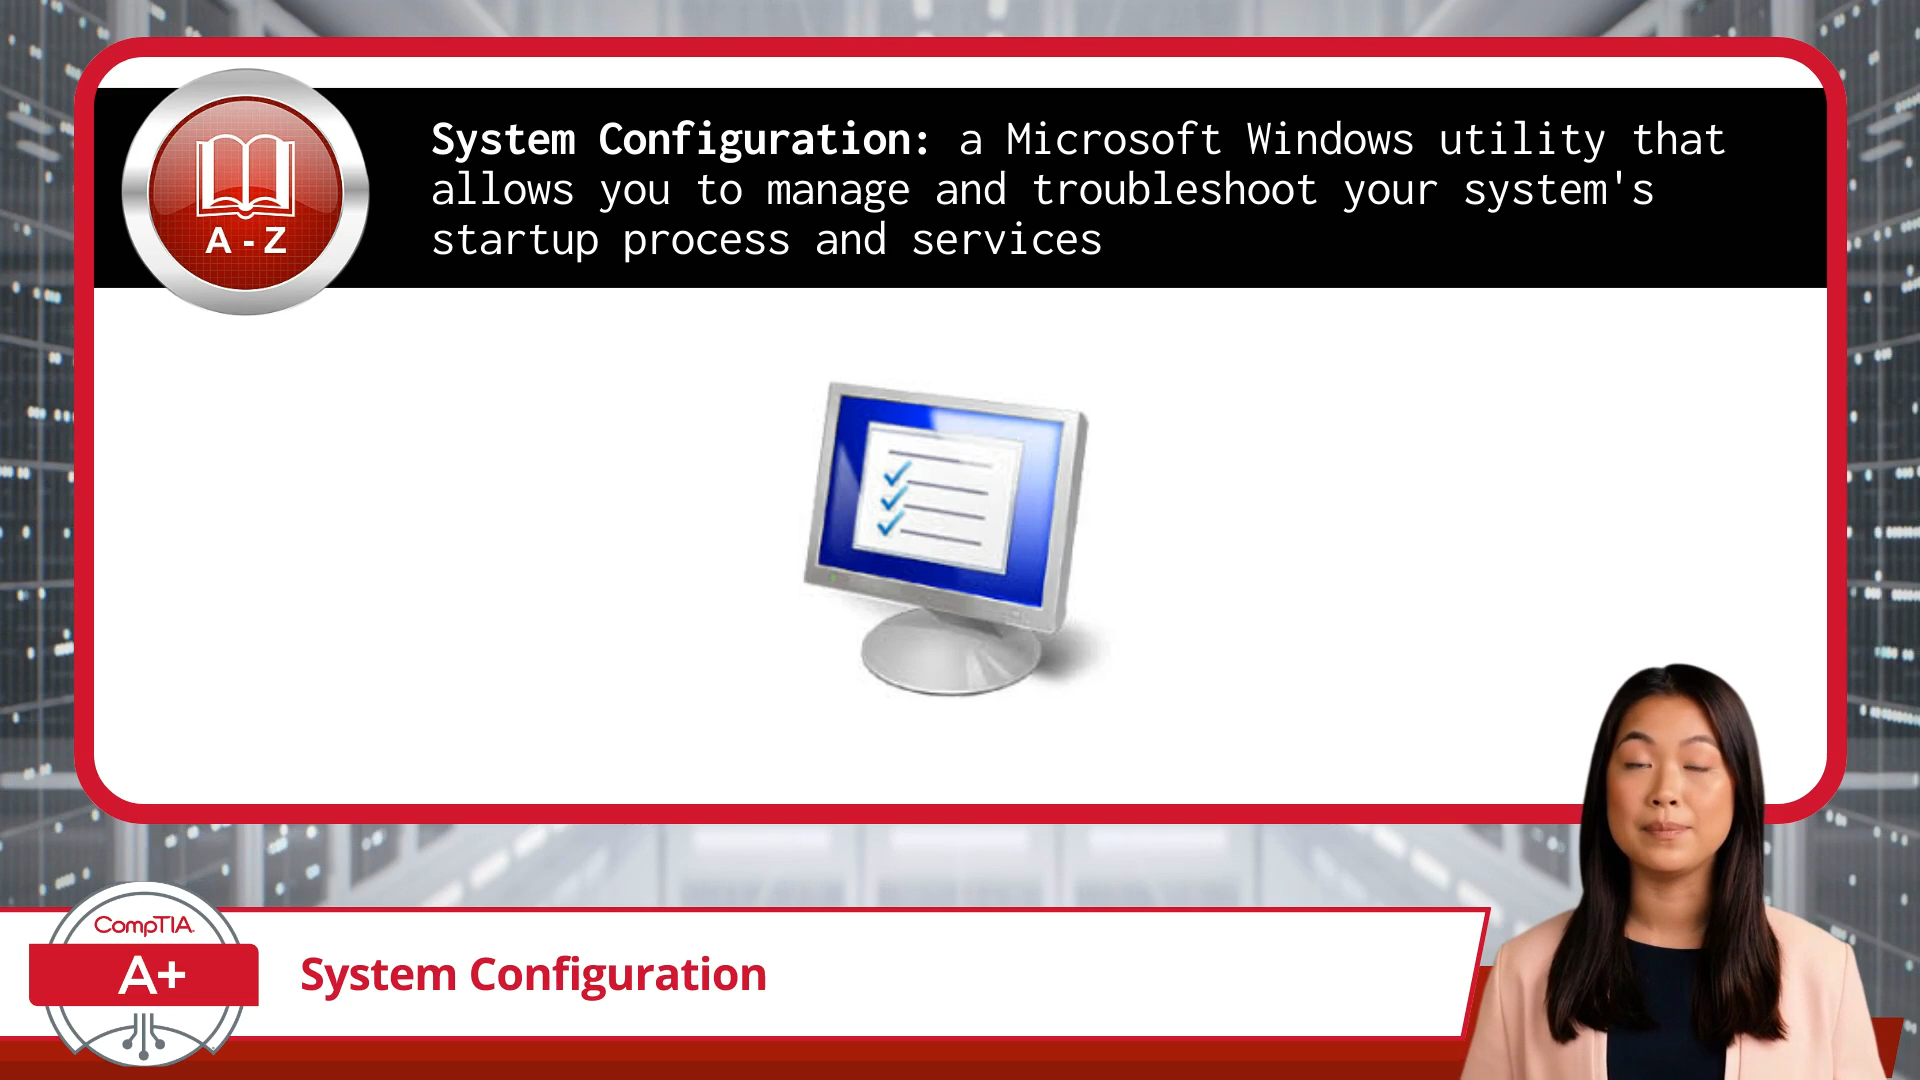 System Configuration: a Microsoft Windows utility that
allows you to manage and troubleshoot your system's
startup process and services
A - Z
CompTIA.
A+
System Configuration